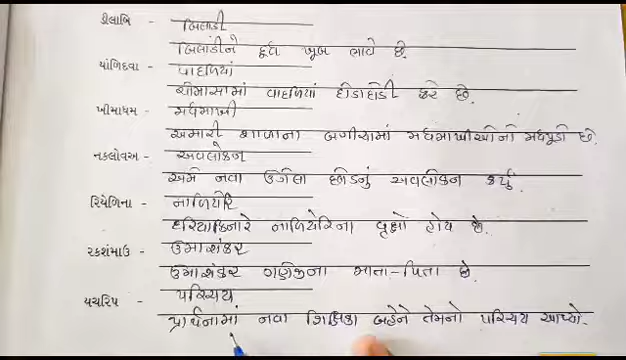 ડીલાબિ - બિલાડી
બિલાડીને દૂધ ખૂબ ભાવે છે.
યાંળિદવા - વાદળિયાં
ચોમાસામાં વાદળિયાં દોડાદોડી કરે છે.
ખીમાધમ - મધમાખી
અમારી શાળાના બગીચામાં મધમાખીઓનો મધપૂડો છે.
નકલોવઅ - અવલોકન
અમે નવા ઉગેલા છોડનું અવલોકન કર્યું
રિયેળિના - નાળિયેરિ
દરિયાકિનારે નાળિયેરિના વૃક્ષો હોય છે.
રકશંમાઉ - ઉમાશંકર
ઉમાશંકર ગણેશના માતા-પિતા છે.
યચરિપ - પરિચય
પ્રાર્થનામાં નવા શિક્ષિકા બહેને તેમનો પરિચય આપ્યો.